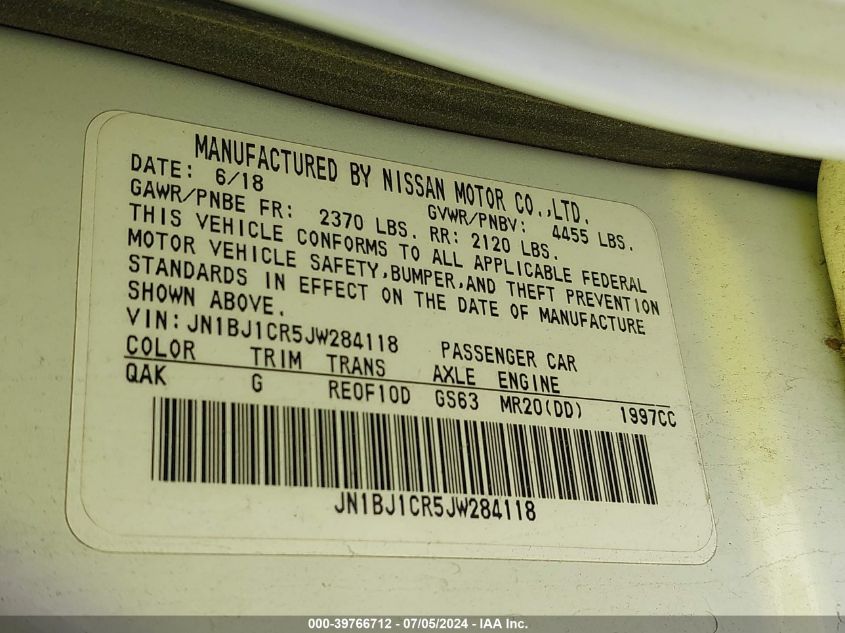 MANUFACTURED BY NISSAN MOTOR CO.,LTD.
DATE: 6/18 GVWR/PNBV: 4455 LBS.
GAWR/PNBE FR: 2370 LBS. RR: 2120 LBS.
THIS VEHICLE CONFORMS TO ALL APPLICABLE FEDERAL
MOTOR VEHICLE SAFETY,BUMPER,AND THEFT PREVENTION
STANDARDS IN EFFECT ON THE DATE OF MANUFACTURE
SHOWN ABOVE.
VIN:JN1BJ1CR5JW284118 PASSENGER CAR
COLOR TRIM TRANS AXLE ENGINE
QAK G RE0F10D GS63 MR20(DD) 1997CC
JN1BJ1CR5JW284118
000-39766712 - 07/05/2024 - IAA Inc.